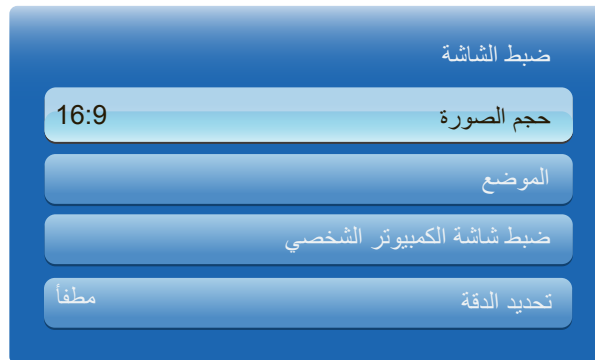 ضبط الشاشة
حجم الصورة 16:9
الموضع
ضبط شاشة الكمبيوتر الشخصي
تحديد الدقة مطفأ